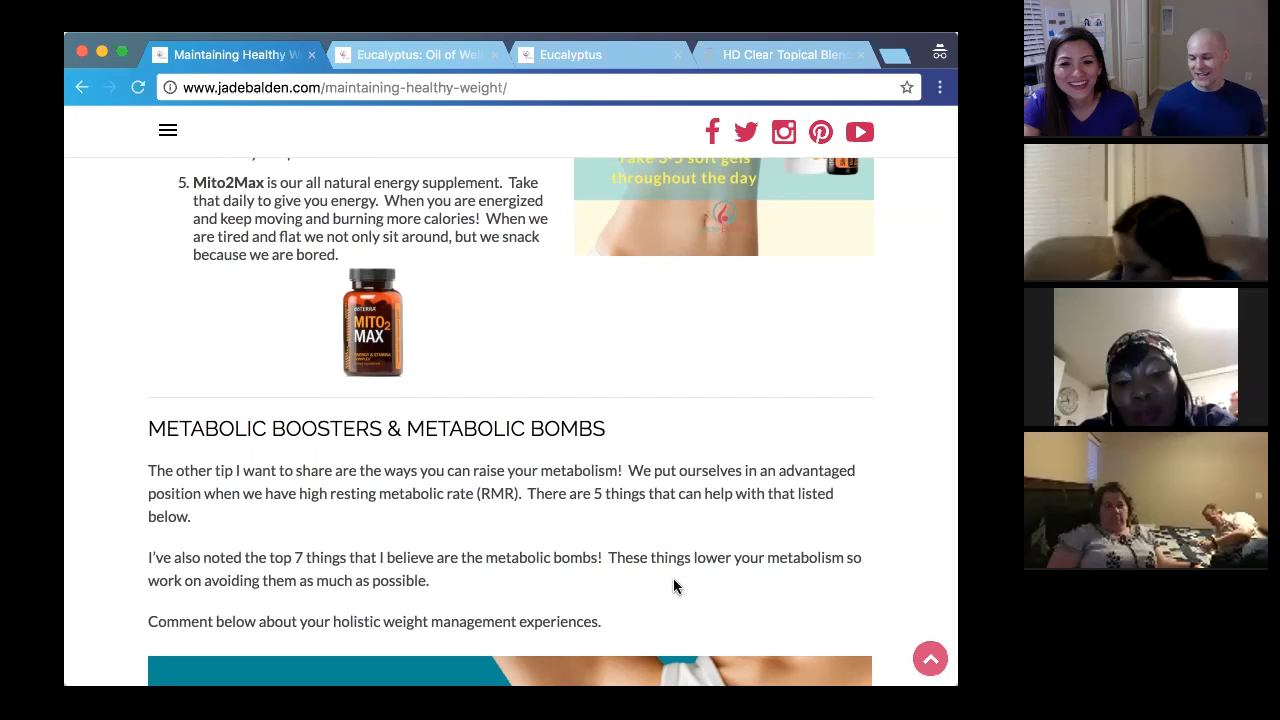 Maintaining Healthy W
Eucalyptus: Oil of Wel
Eucalyptus
HD Clear Topical Blen
www.jadebalden.com/maintaining-healthy-weight/
5. Mito2Max is our all natural energy supplement. Take
that daily to give you energy. When you are energized
and keep moving and burning more calories! When we
are tired and flat we not only sit around, but we snack
because we are bored.
Take 3-5 soft gels
throughout the day
MITO2
MAX
METABOLIC BOOSTERS & METABOLIC BOMBS
The other tip I want to share are the ways you can raise your metabolism! We put ourselves in an advantaged
position when we have high resting metabolic rate (RMR). There are 5 things that can help with that listed
below.
I've also noted the top 7 things that I believe are the metabolic bombs! These things lower your metabolism so
work on avoiding them as much as possible.
Comment below about your holistic weight management experiences.